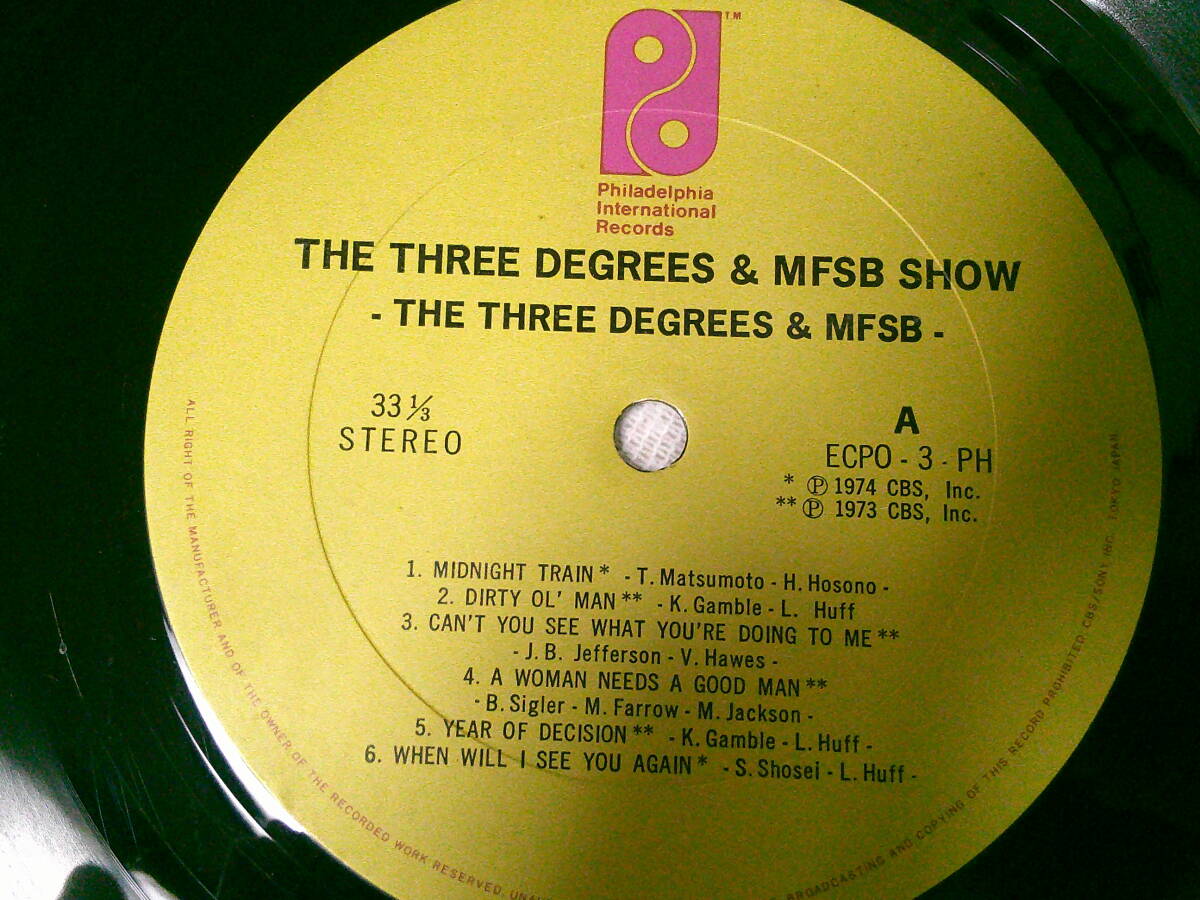 TM
Philadelphia
International
Records
THE THREE DEGREES & MFSB SHOW
- THE THREE DEGREES & MFSB -
33 1/3
STEREO
A
ECPO - 3 - PH
* Ⓟ 1974 CBS, Inc.
** Ⓟ 1973 CBS, Inc.
1. MIDNIGHT TRAIN * - T. Matsumoto - H. Hosono -
2. DIRTY OL' MAN ** - K. Gamble - L. Huff
3. CAN'T YOU SEE WHAT YOU'RE DOING TO ME **
- J. B. Jefferson - V. Hawes -
4. A WOMAN NEEDS A GOOD MAN **
- B. Sigler - M. Farrow - M. Jackson -
5. YEAR OF DECISION ** - K. Gamble - L. Huff -
6. WHEN WILL I SEE YOU AGAIN * - S. Shosei - L. Huff -
ALL RIGHT OF THE MANUFACTURER AND OF THE OWNER OF THE RECORDED WORK RESERVED. BROADCASTING AND COPYING OF THIS RECORD PROHIBITED. CBS/SONY INC. TOKYO JAPAN